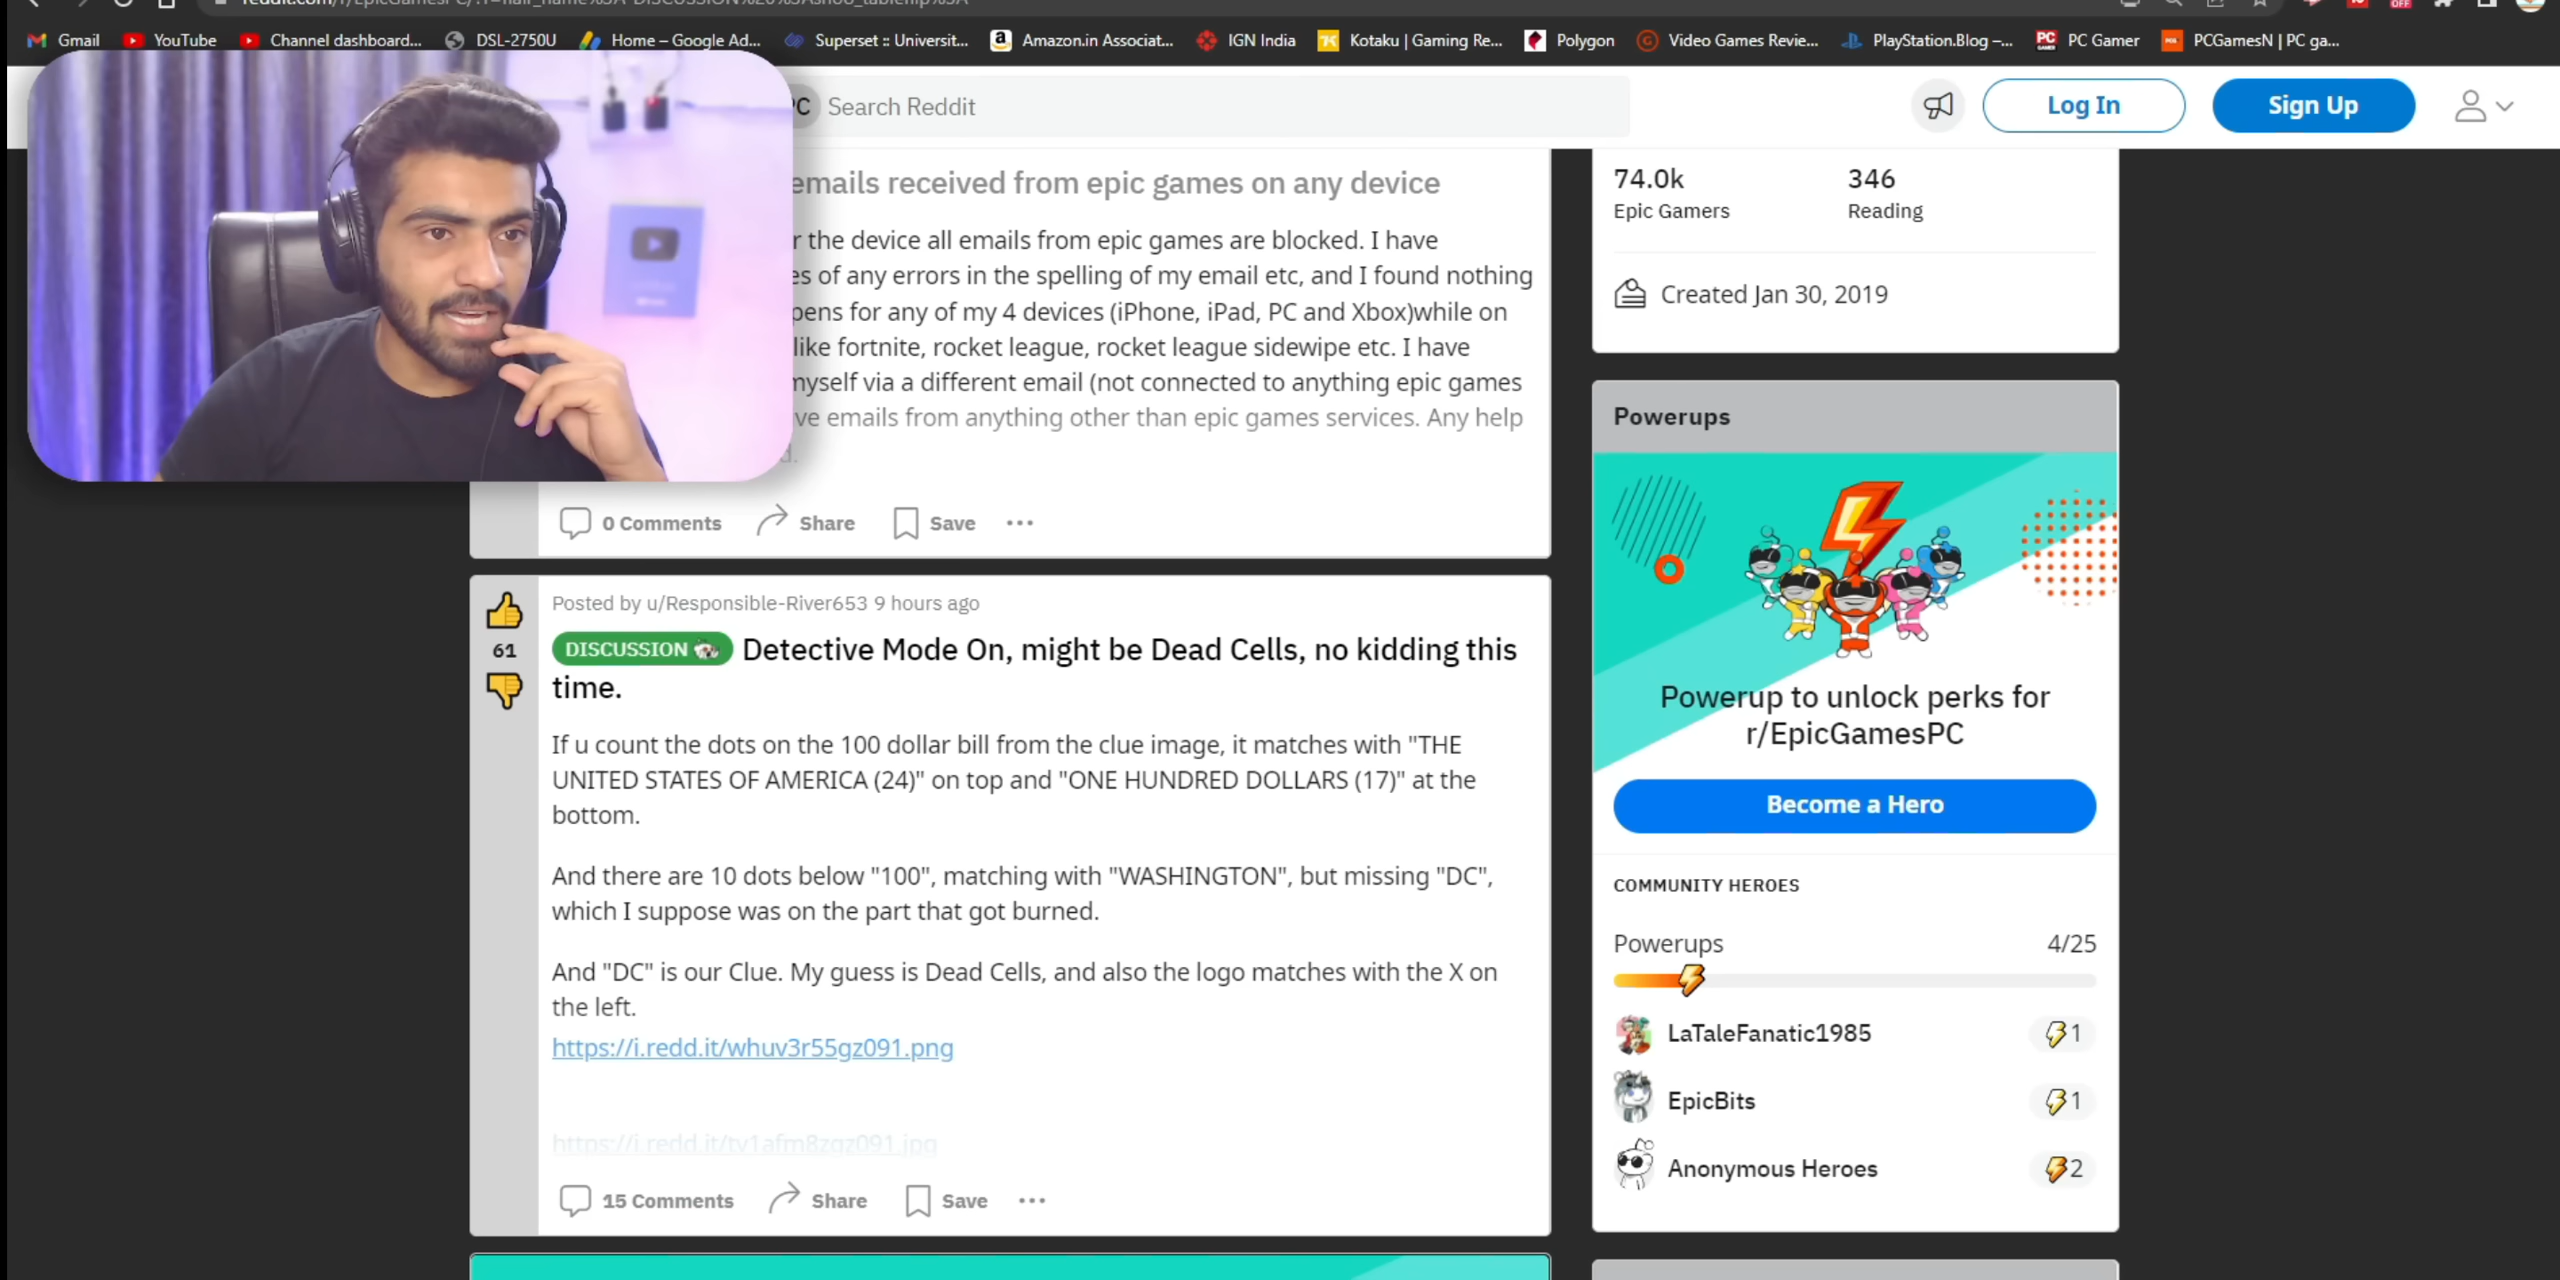 Gmail YouTube Channel dashboard... DSL-2750U Home – Google Ad... Superset :: Universit... Amazon.in Associat... IGN India Kotaku | Gaming Re... Polygon Video Games Revie... PlayStation.Blog –... PC Gamer PCGamesN | PC ga...
Search Reddit
Log In
Sign Up
emails received from epic games on any device
r the device all emails from epic games are blocked. I have
es of any errors in the spelling of my email etc, and I found nothing
pens for any of my 4 devices (iPhone, iPad, PC and Xbox)while on
like fortnite, rocket league, rocket league sidewipe etc. I have
myself via a different email (not connected to anything epic games
ve emails from anything other than epic games services. Any help
d.
0 Comments Share Save ...
Posted by u/Responsible-River653 9 hours ago
61
DISCUSSION Detective Mode On, might be Dead Cells, no kidding this
time.
If u count the dots on the 100 dollar bill from the clue image, it matches with "THE
UNITED STATES OF AMERICA (24)" on top and "ONE HUNDRED DOLLARS (17)" at the
bottom.
And there are 10 dots below "100", matching with "WASHINGTON", but missing "DC",
which I suppose was on the part that got burned.
And "DC" is our Clue. My guess is Dead Cells, and also the logo matches with the X on
the left.
https://i.redd.it/whuv3r55gz091.png
https://i.redd.it/tv1afm8zgz091.jpg
15 Comments Share Save ...
74.0k 346
Epic Gamers Reading
Created Jan 30, 2019
Powerups
Powerup to unlock perks for
r/EpicGamesPC
Become a Hero
COMMUNITY HEROES
Powerups 4/25
LaTaleFanatic1985 1
EpicBits 1
Anonymous Heroes 2